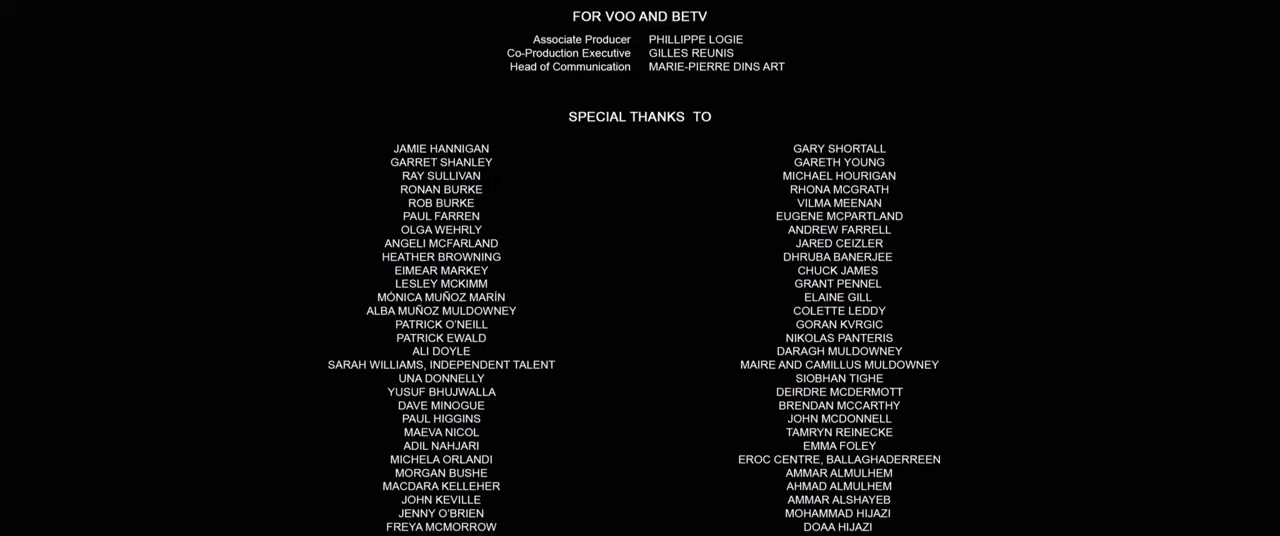 FOR VOO AND BETV
Associate Producer PHILLIPPE LOGIE
Co-Production Executive GILLES REUNIS
Head of Communication MARIE-PIERRE DINS ART
SPECIAL THANKS TO
JAMIE HANNIGAN
GARRET SHANLEY
RAY SULLIVAN
RONAN BURKE
ROB BURKE
PAUL FARREN
OLGA WEHRLY
ANGELI MCFARLAND
HEATHER BROWNING
EIMEAR MARKEY
LESLEY MCKIMM
MÓNICA MUÑOZ MARÍN
ALBA MUÑOZ MULDOWNEY
PATRICK O'NEILL
PATRICK EWALD
ALI DOYLE
SARAH WILLIAMS, INDEPENDENT TALENT
UNA DONNELLY
YUSUF BHUJWALLA
DAVE MINOGUE
PAUL HIGGINS
MAEVA NICOL
ADIL NAHJARI
MICHELA ORLANDI
MORGAN BUSHE
MACDARA KELLEHER
JOHN KEVILLE
JENNY O'BRIEN
FREYA MCMORROW
GARY SHORTALL
GARETH YOUNG
MICHAEL HOURIGAN
RHONA MCGRATH
VILMA MEENAN
EUGENE MCPARTLAND
ANDREW FARRELL
JARED CEIZLER
DHRUBA BANERJEE
CHUCK JAMES
GRANT PENNEL
ELAINE GILL
COLETTE LEDDY
GORAN KVRGIC
NIKOLAS PANTERIS
DARAGH MULDOWNEY
MAIRE AND CAMILLUS MULDOWNEY
SIOBHAN TIGHE
DEIRDRE MCDERMOTT
BRENDAN MCCARTHY
JOHN MCDONNELL
TAMRYN REINECKE
EMMA FOLEY
EROC CENTRE, BALLAGHADERREEN
AMMAR ALMULHEM
AHMAD ALMULHEM
AMMAR ALSHAYEB
MOHAMMAD HIJAZI
DOAA HIJAZI